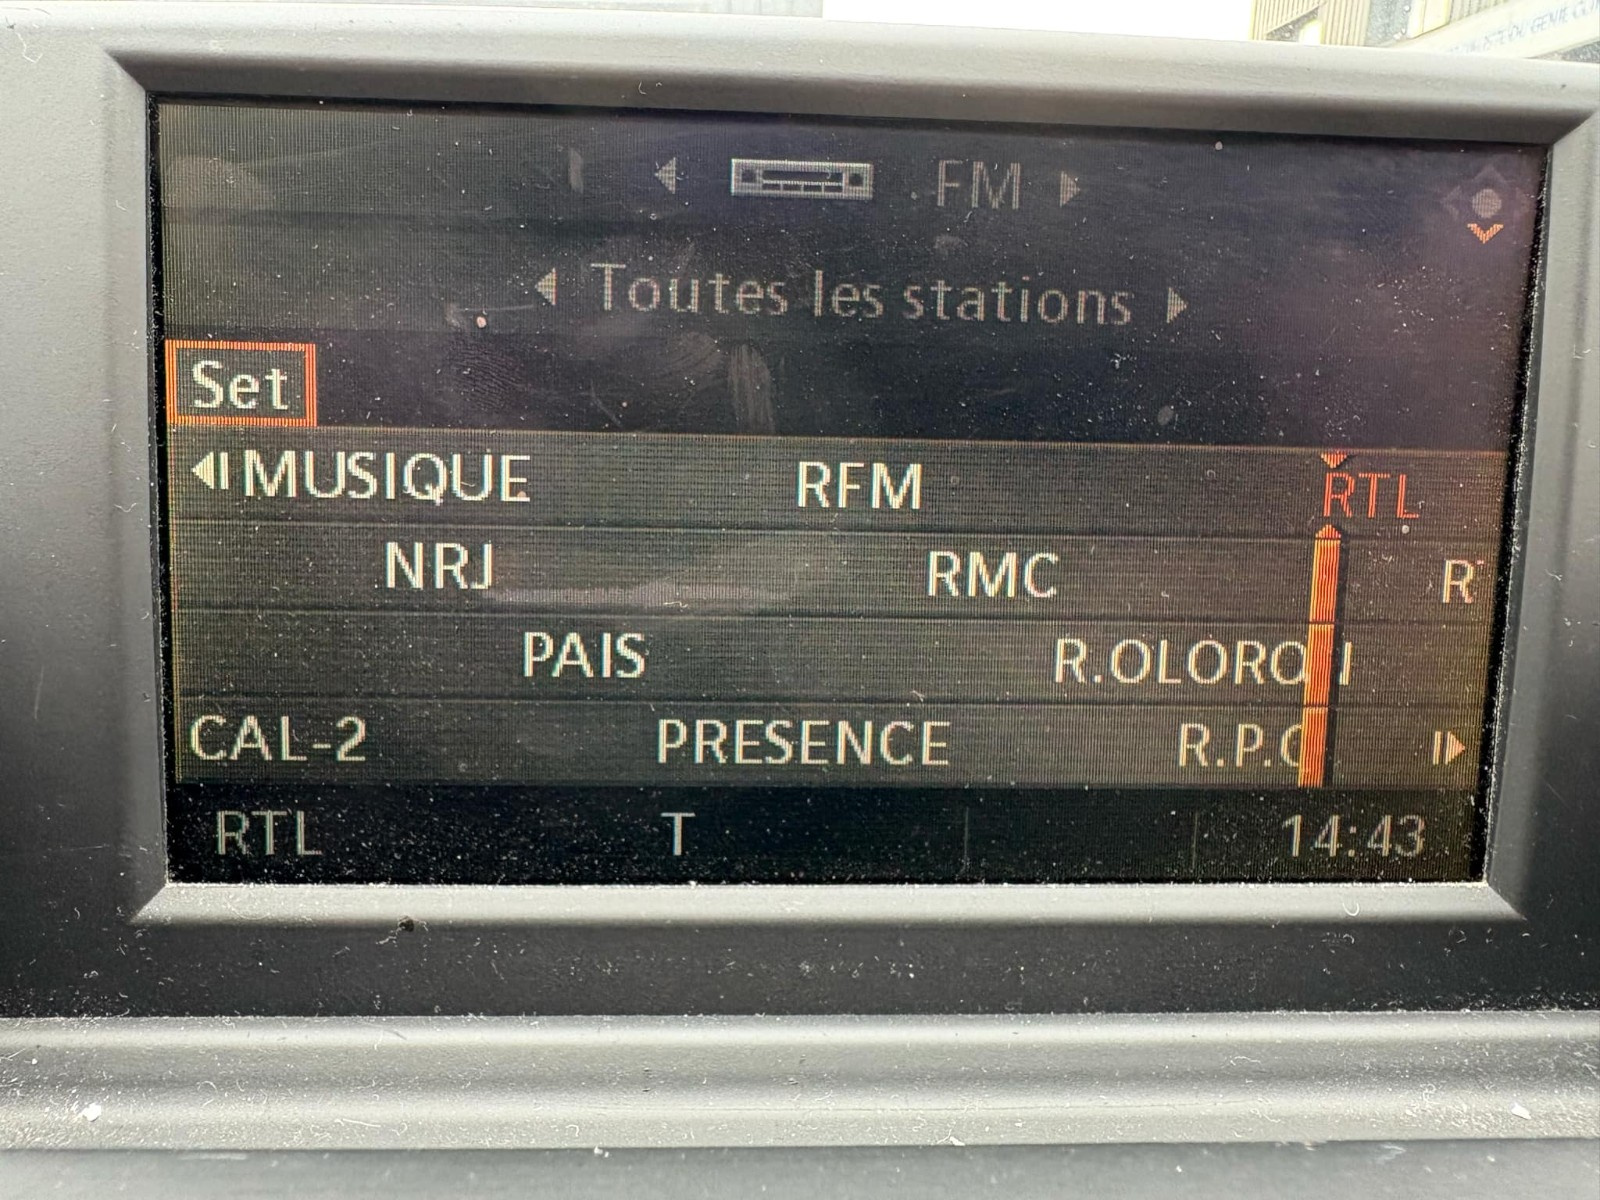 FM
Toutes les stations
Set
MUSIQUE RFM RTL
NRJ RMC
PAIS
CAL-2 PRESENCE
RTL T 14:43